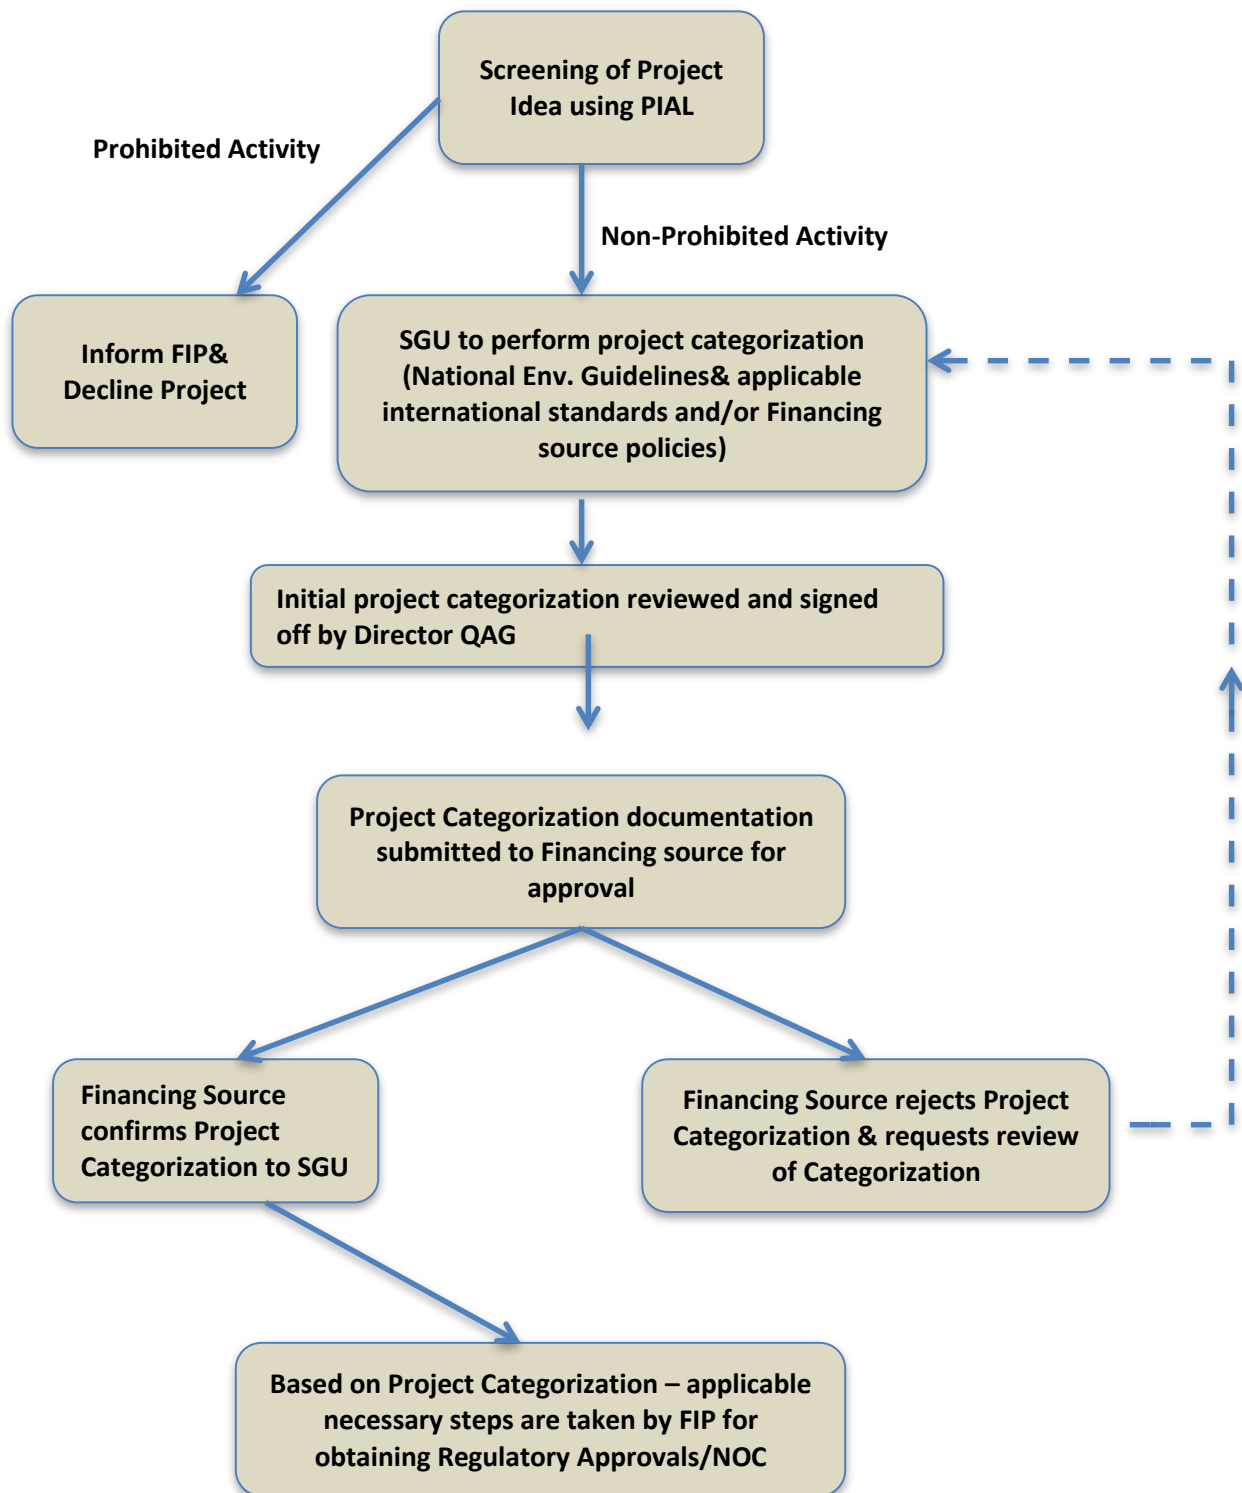 Screening of Project
Idea using PIAL
Prohibited Activity
Non-Prohibited Activity
Inform FIP&
Decline Project
SGU to perform project categorization
(National Env. Guidelines& applicable
international standards and/or Financing
source policies)
Initial project categorization reviewed and signed
off by Director QAG
Project Categorization documentation
submitted to Financing source for
approval
Financing Source
confirms Project
Categorization to SGU
Financing Source rejects Project
Categorization & requests review
of Categorization
Based on Project Categorization – applicable
necessary steps are taken by FIP for
obtaining Regulatory Approvals/NOC